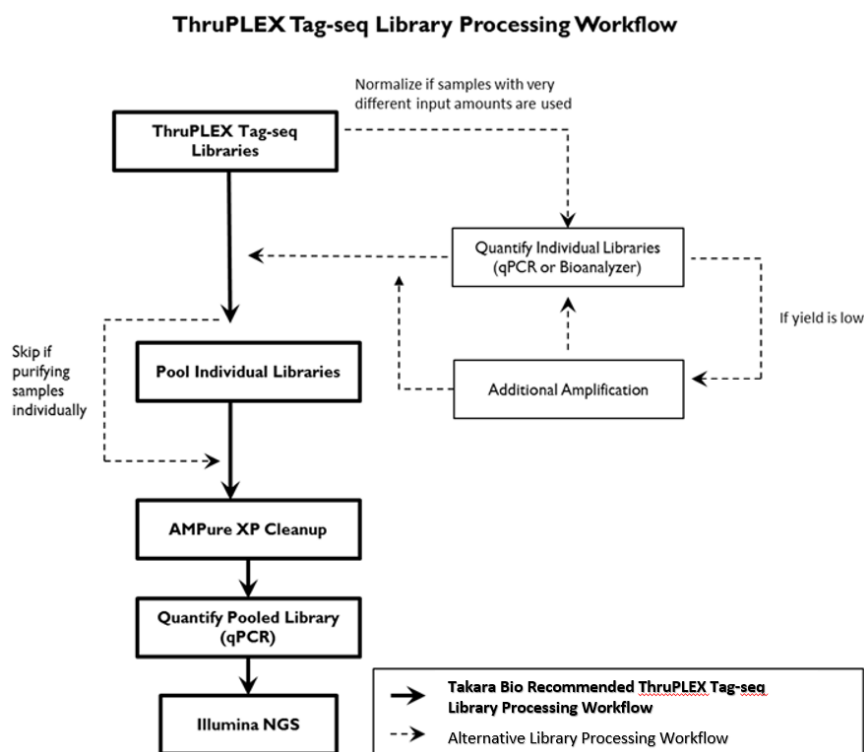 ThruPLEX Tag-seq Library Processing Workflow
Normalize if samples with very
different input amounts are used
ThruPLEX Tag-seq
Libraries
Quantify Individual Libraries
(qPCR or Bioanalyzer)
If yield is low
Skip if
purifying
samples
individually
Pool Individual Libraries
Additional Amplification
AMPure XP Cleanup
Quantify Pooled Library
(qPCR)
Illumina NGS
Takara Bio Recommended ThruPLEX Tag-seq
Library Processing Workflow
Alternative Library Processing Workflow